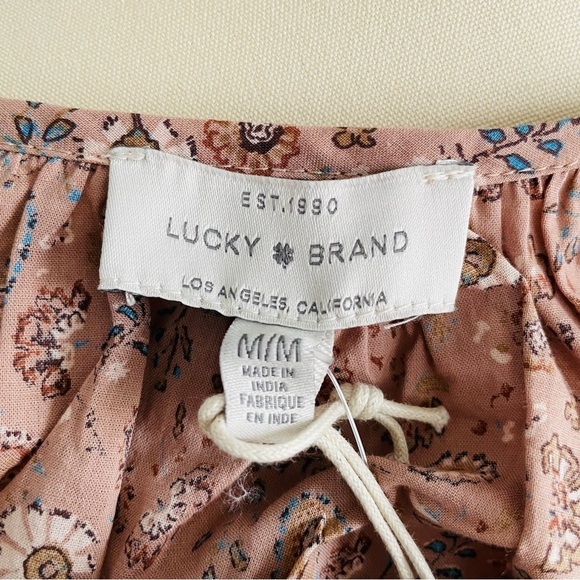 EST.1990
LUCKY BRAND
LOS ANGELES, CALIFORNIA
M/M
MADE IN
INDIA
FABRIQUE
EN INDE